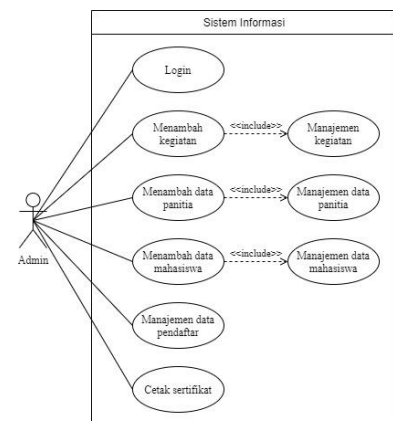 Sistem Informasi
Login
Menambah
kegiatan
<<include>>
Manajemen
kegiatan
Menambah data
panitia
<<include>>
Manajemen data
panitia
Admin
Menambah data
mahasiswa
<<include>>
Manajemen data
mahasiswa
Manajemen data
pendaftar
Cetak sertifikat